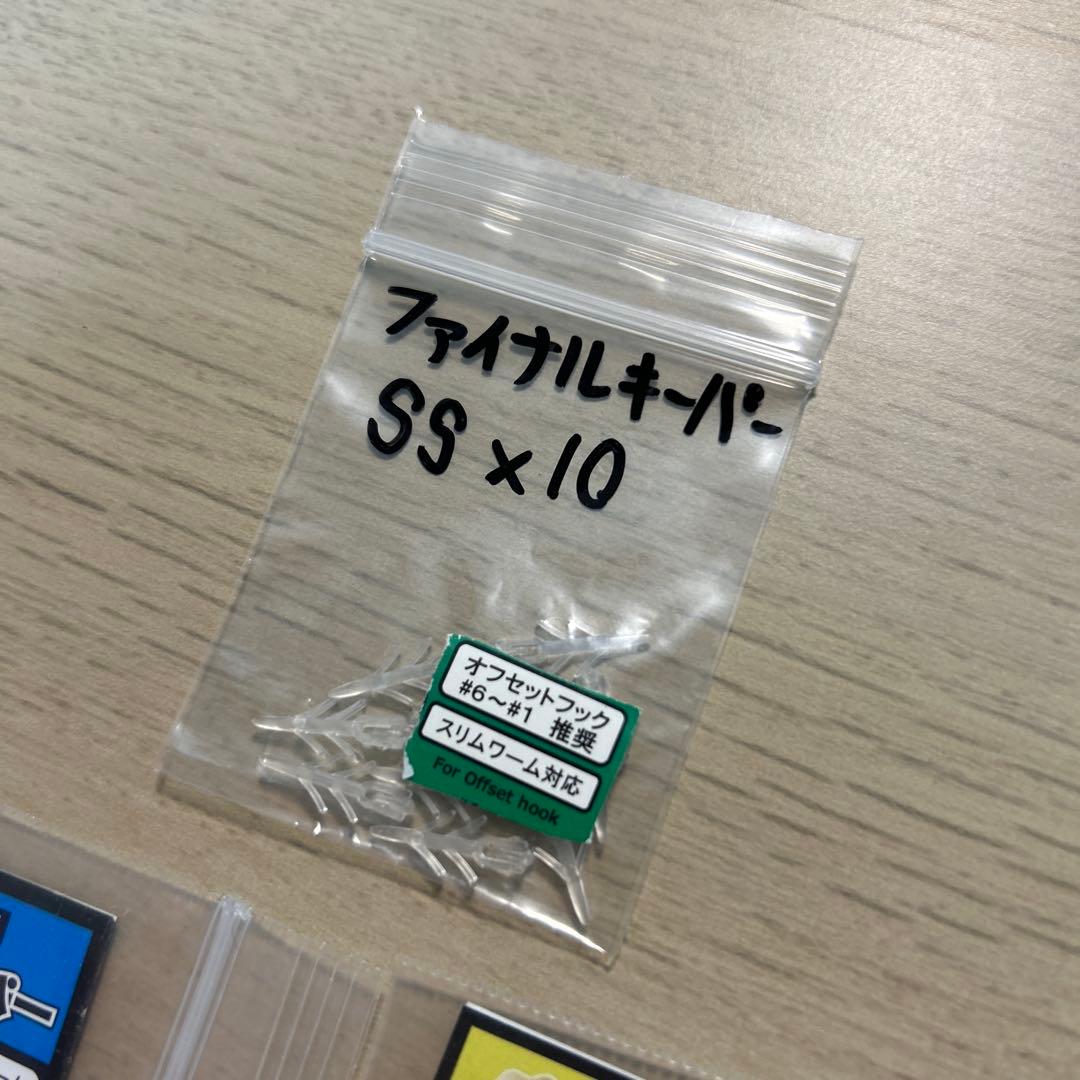 ファイナルキーパー
SS×10
オフセットフック
#6～#1 推奨
スリムワーム対応
For Offset hook